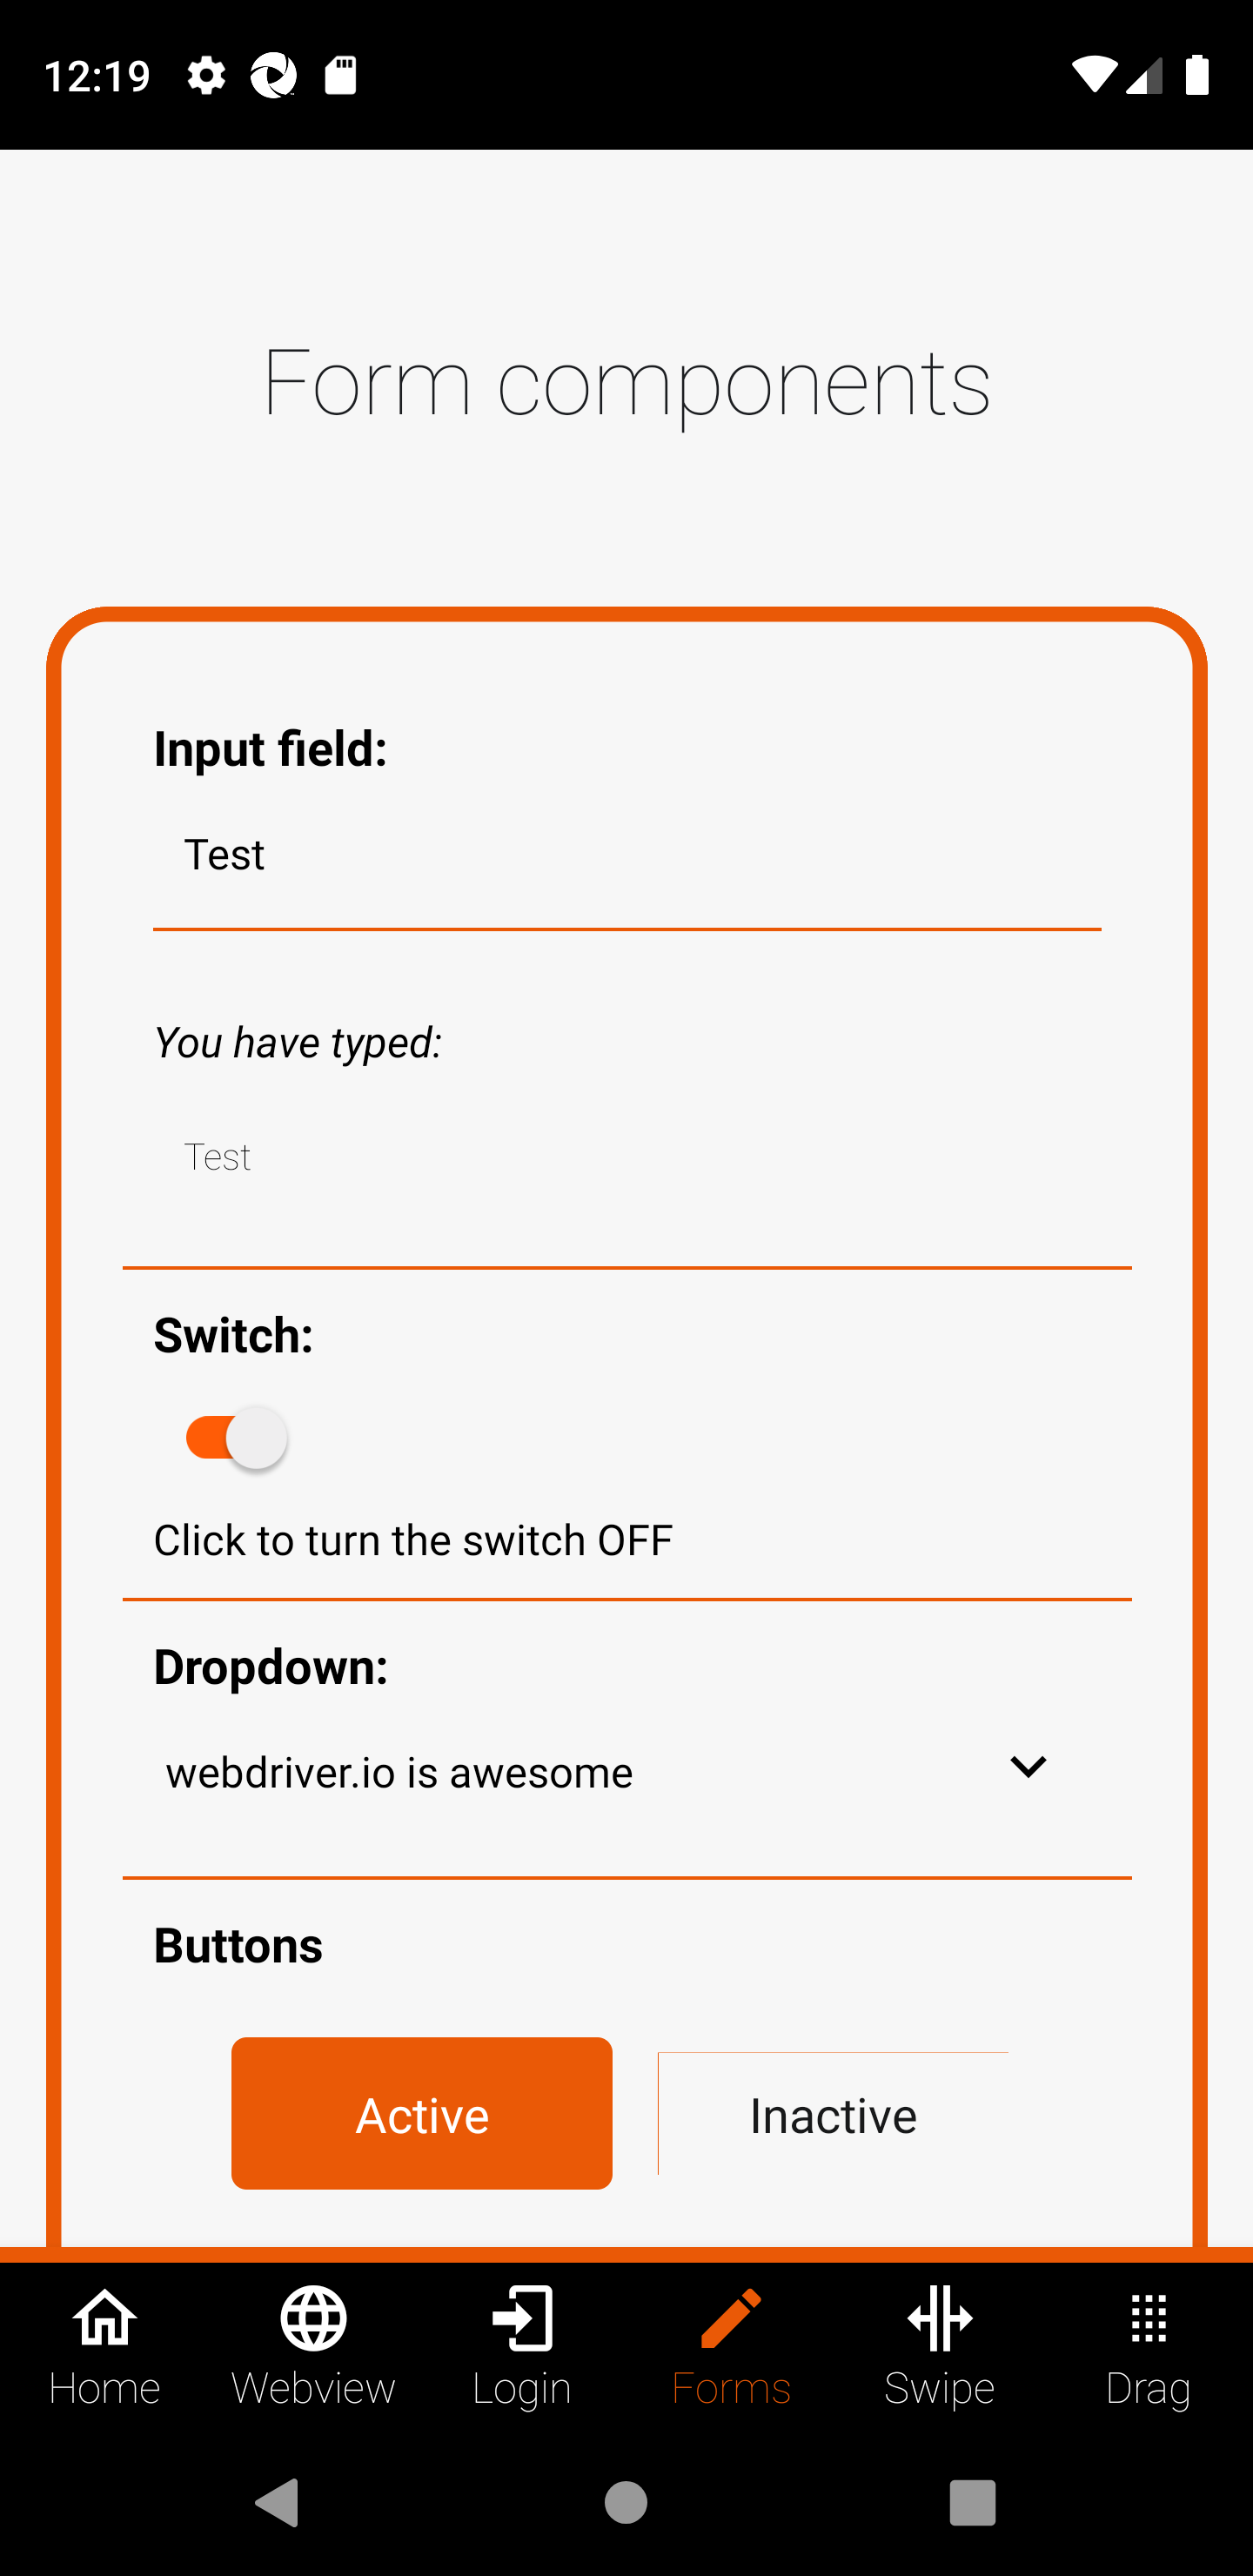 12:19
Form components
Input field:
Test
You have typed:
Test
Switch:
Click to turn the switch OFF
Dropdown:
webdriver.io is awesome
Buttons
Active Inactive
Home Webview Login Forms Swipe Drag